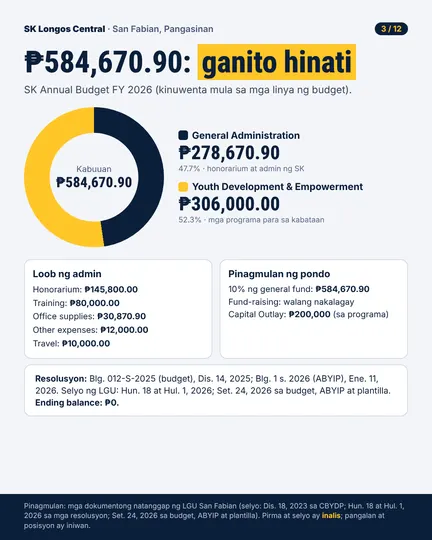 SK Longos Central · San Fabian, Pangasinan
3 / 12
₱584,670.90: ganito hinati
SK Annual Budget FY 2026 (kinuwenta mula sa mga linya ng budget).
Kabuuan
₱584,670.90
General Administration
₱278,670.90
47.7% · honorarium at admin ng SK
Youth Development & Empowerment
₱306,000.00
52.3% · mga programa para sa kabataan
Loob ng admin
Honorarium: ₱145,800.00
Training: ₱80,000.00
Office supplies: ₱30,870.90
Other expenses: ₱12,000.00
Travel: ₱10,000.00
Pinagmulan ng pondo
10% ng general fund: ₱584,670.90
Fund-raising: walang nakalagay
Capital Outlay: ₱200,000 (sa programa)
Resolusyon: Blg. 012-S-2025 (budget), Dis. 14, 2025; Blg. 1 s. 2026 (ABYIP), Ene. 11,
2026. Selyo ng LGU: Hun. 18 at Hul. 1, 2026; Set. 24, 2026 sa budget, ABYIP at plantilla.
Ending balance: ₱0.
Pinagmulan: mga dokumentong natanggap ng LGU San Fabian (selyo: Dis. 18, 2023 sa CBYDP; Hun. 18 at Hul. 1,
2026 sa mga resolusyon; Set. 24, 2026 sa budget, ABYIP at plantilla). Pirma at selyo ay inalis; pangalan at
posisyon ay iniwan.